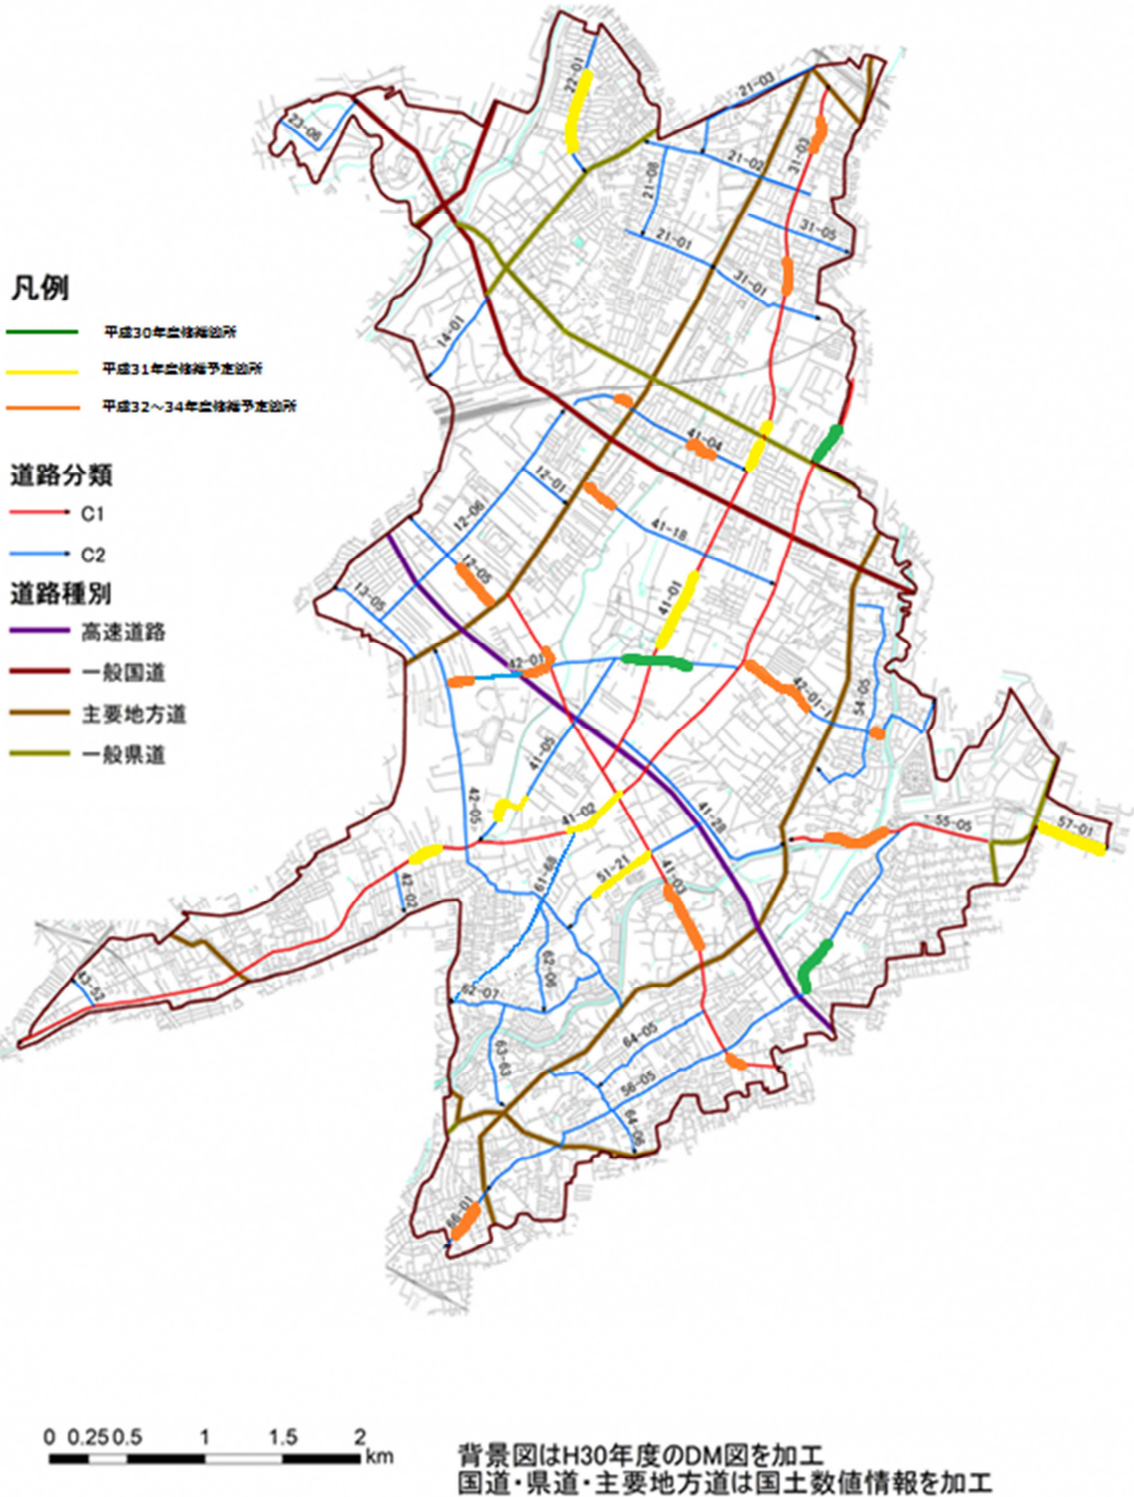 22-01
21-03
23-06
31-03
21-02
21-08
31-05
21-01
31-01
凡例
平成30年度修繕箇所
14-01
平成31年度修繕予定箇所
平成32～34年度修繕予定箇所
41-04
道路分類
12-01
C1
12-06
41-18
C2
12-05
道路種別
13-05
41-01
高速道路
42-01
一般国道
42-01-1
54-05
主要地方道
一般県道
41-05
42-05
41-02
41-28
55-05
57-01
51-21
61-68
41-03
42-02
62-06
43-52
62-07
64-05
63-63
56-05
64-06
66-01
0 0.25 0.5 1 1.5 2
km
背景図はH30年度のDM図を加工
国道・県道・主要地方道は国土数値情報を加工